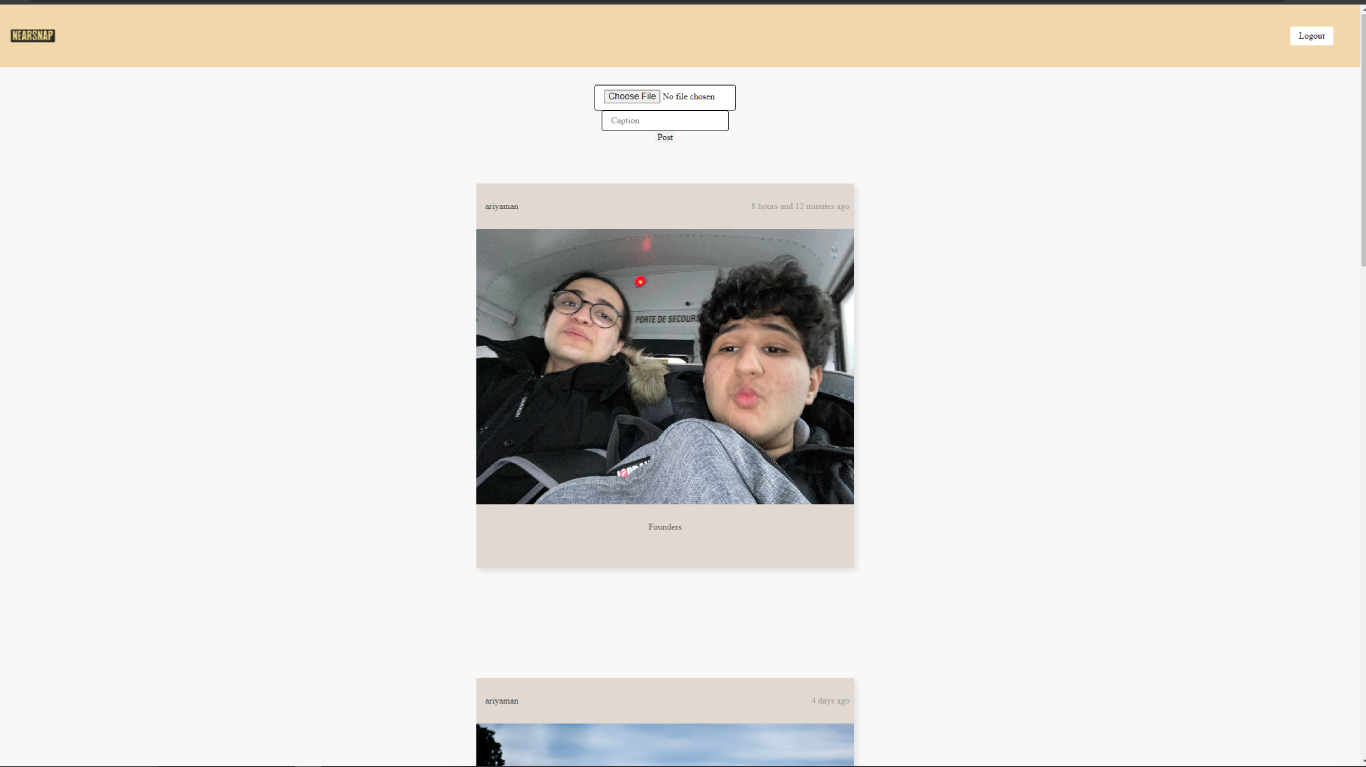 NEARSNAP
Logout
Choose File No file chosen
Caption
Post
ariyaman
8 hours and 12 minutes ago
PORTE DE SECOURS
Founders
ariyaman
4 days ago